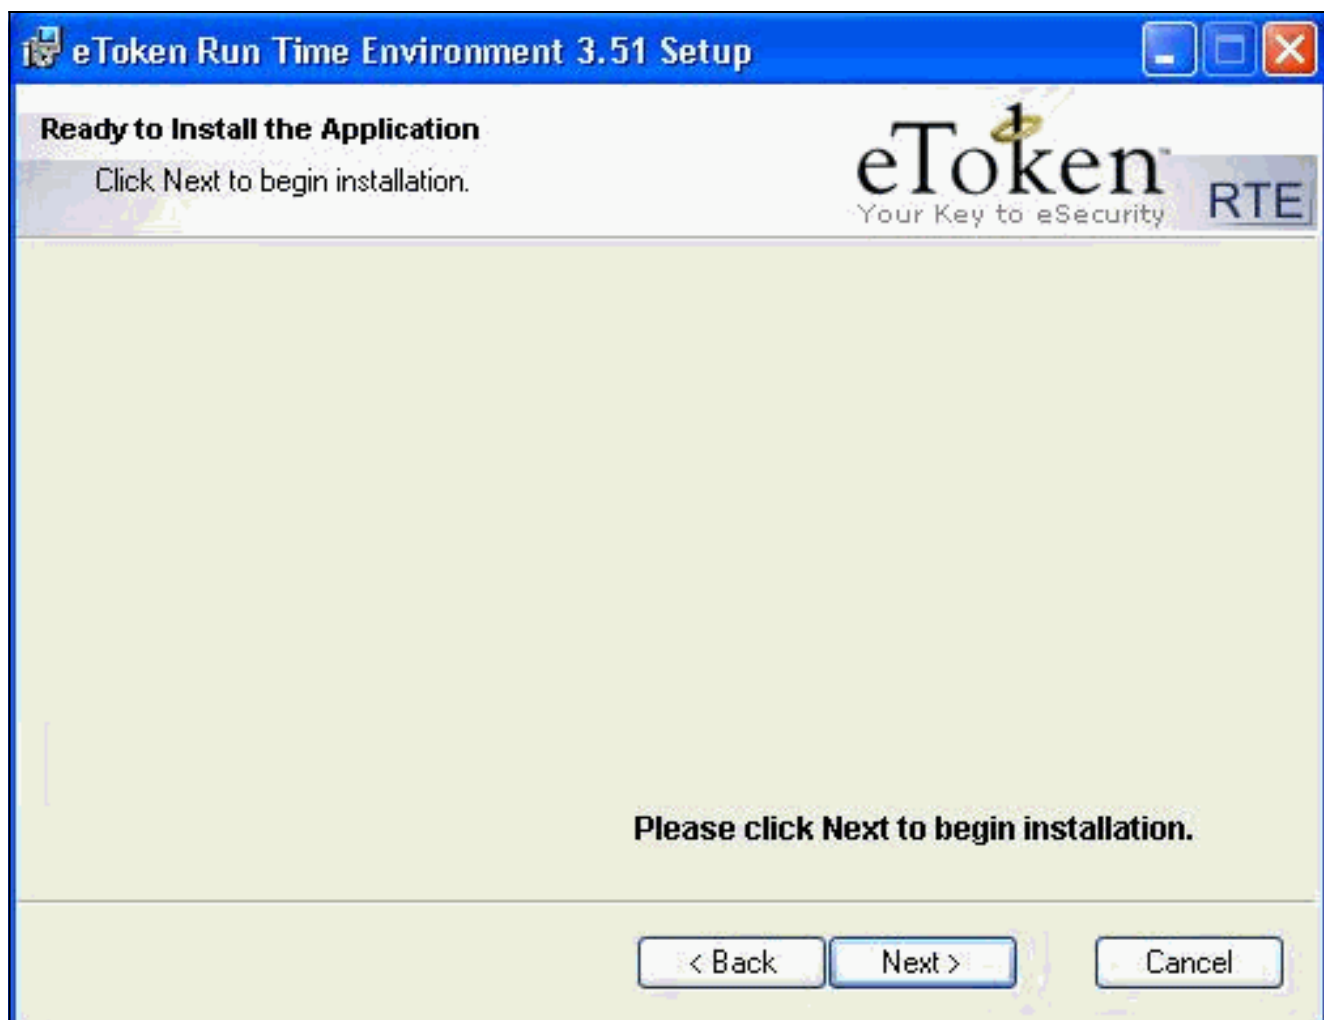 eToken Run Time Environment 3.51 Setup
Ready to Install the Application
Click Next to begin installation.
eToken™
Your Key to eSecurity
RTE
Please click Next to begin installation.
< Back
Next >
Cancel